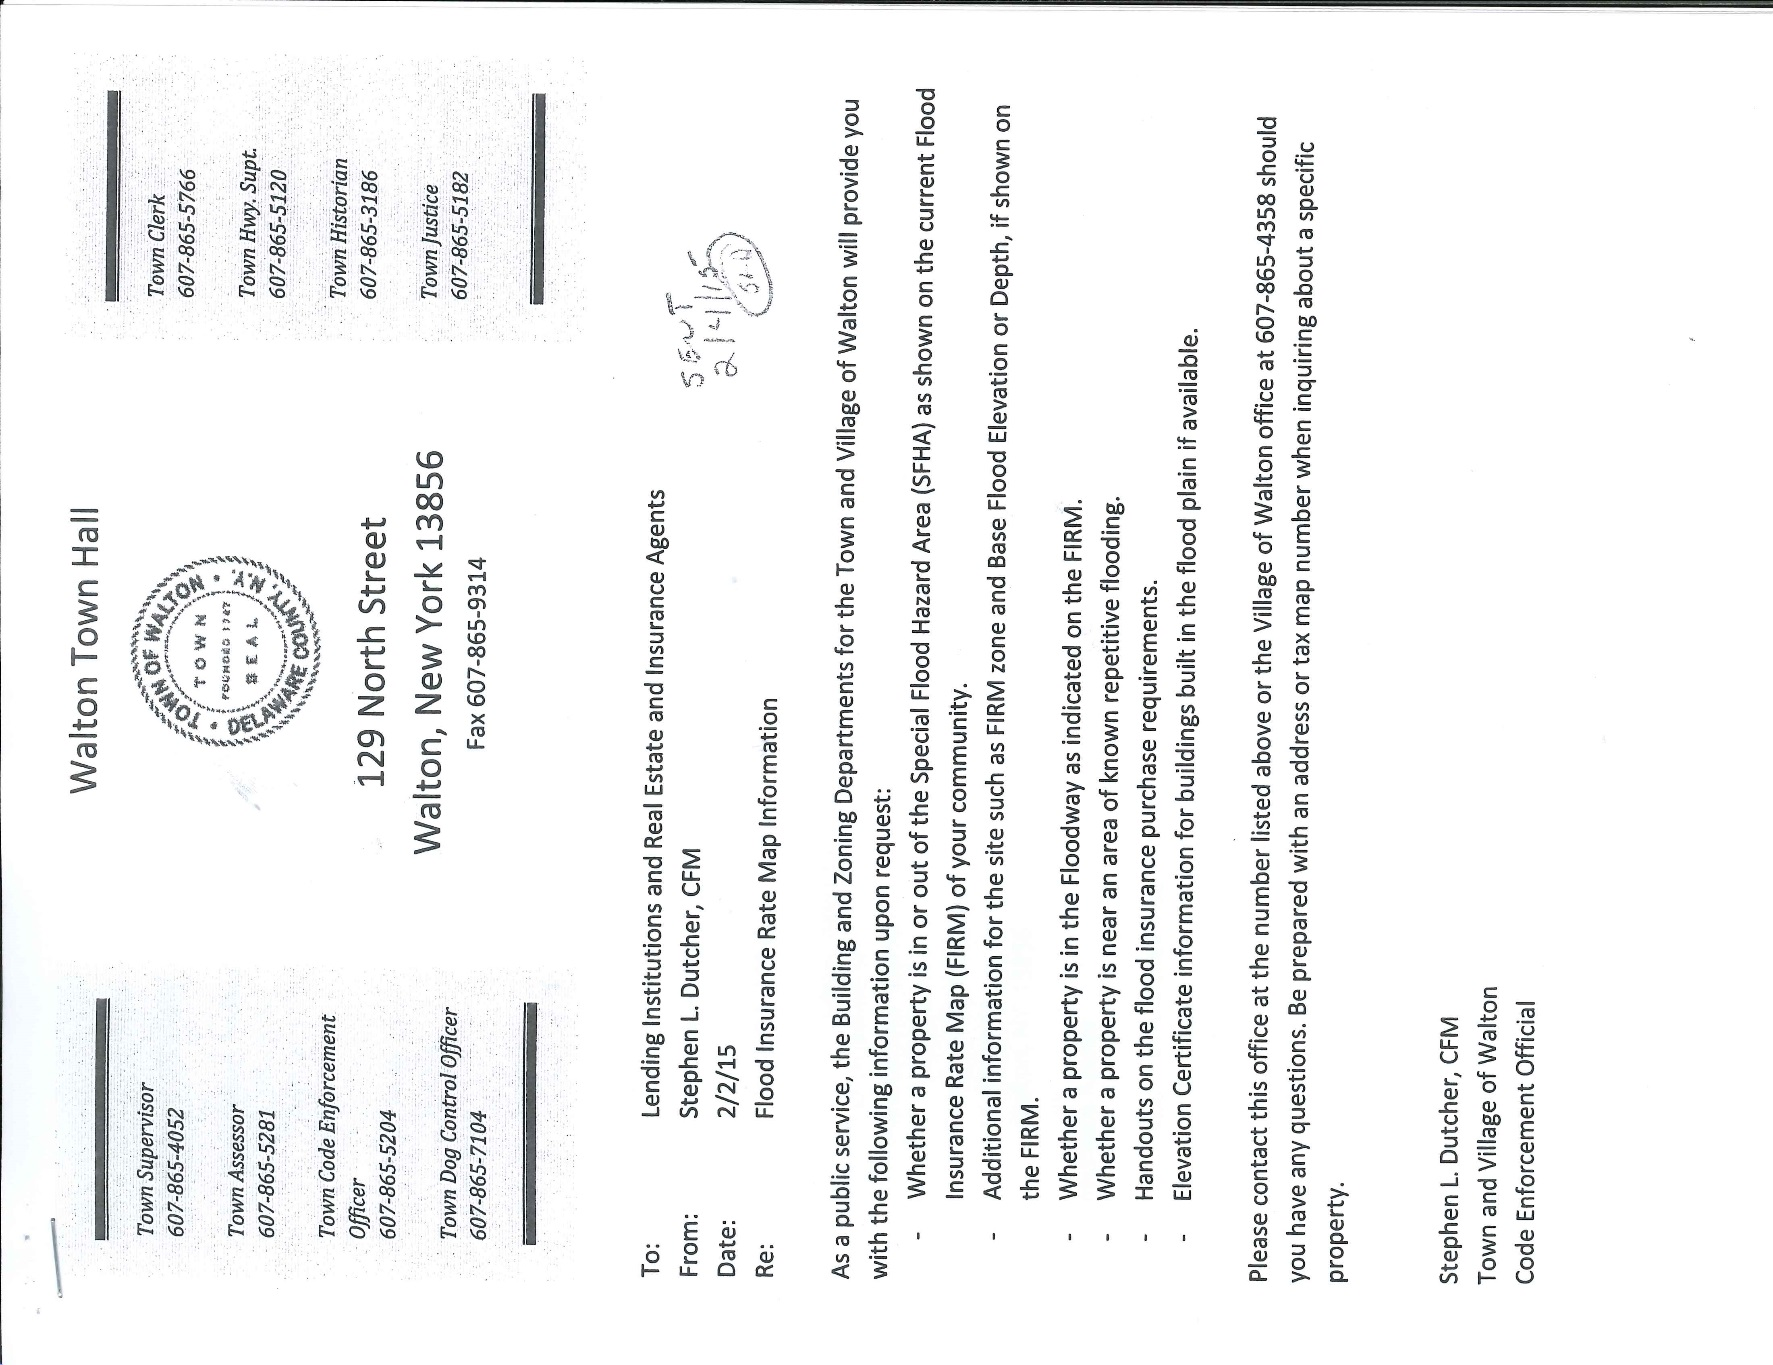 Walton Town Hall
TOWN OF WALTON • DELAWARE COUNTY, N.Y. •
TOWN
FOUNDED 1797
SEAL
129 North Street
Walton, New York 13856
Fax 607-865-9314
Town Supervisor
607-865-4052
Town Assessor
607-865-5281
Town Code Enforcement
Officer
607-865-5204
Town Dog Control Officer
607-865-7104
Town Clerk
607-865-5766
Town Hwy. Supt.
607-865-5120
Town Historian
607-865-3186
Town Justice
607-865-5182
SENT
2/4/15
SLD
To: Lending Institutions and Real Estate and Insurance Agents
From: Stephen L. Dutcher, CFM
Date: 2/2/15
Re: Flood Insurance Rate Map Information
As a public service, the Building and Zoning Departments for the Town and Village of Walton will provide you
with the following information upon request:
- Whether a property is in or out of the Special Flood Hazard Area (SFHA) as shown on the current Flood
Insurance Rate Map (FIRM) of your community.
- Additional information for the site such as FIRM zone and Base Flood Elevation or Depth, if shown on
the FIRM.
- Whether a property is in the Floodway as indicated on the FIRM.
- Whether a property is near an area of known repetitive flooding.
- Handouts on the flood insurance purchase requirements.
- Elevation Certificate information for buildings built in the flood plain if available.
Please contact this office at the number listed above or the Village of Walton office at 607-865-4358 should
you have any questions. Be prepared with an address or tax map number when inquiring about a specific
property.
Stephen L. Dutcher, CFM
Town and Village of Walton
Code Enforcement Official